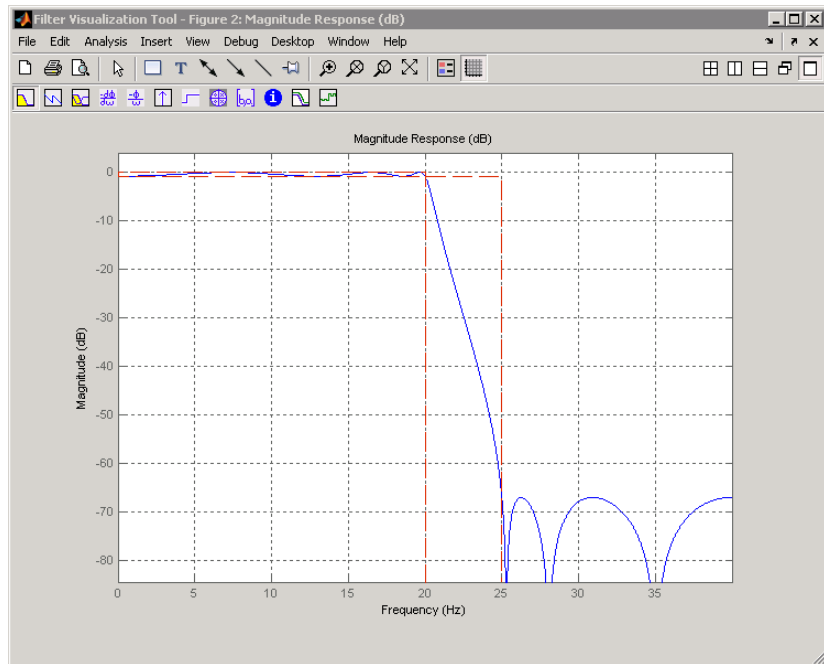 Filter Visualization Tool - Figure 2: Magnitude Response (dB)
File Edit Analysis Insert View Debug Desktop Window Help
Magnitude Response (dB)
0
-10
-20
-30
-40
-50
-60
-70
-80
Magnitude (dB)
0 5 10 15 20 25 30 35
Frequency (Hz)